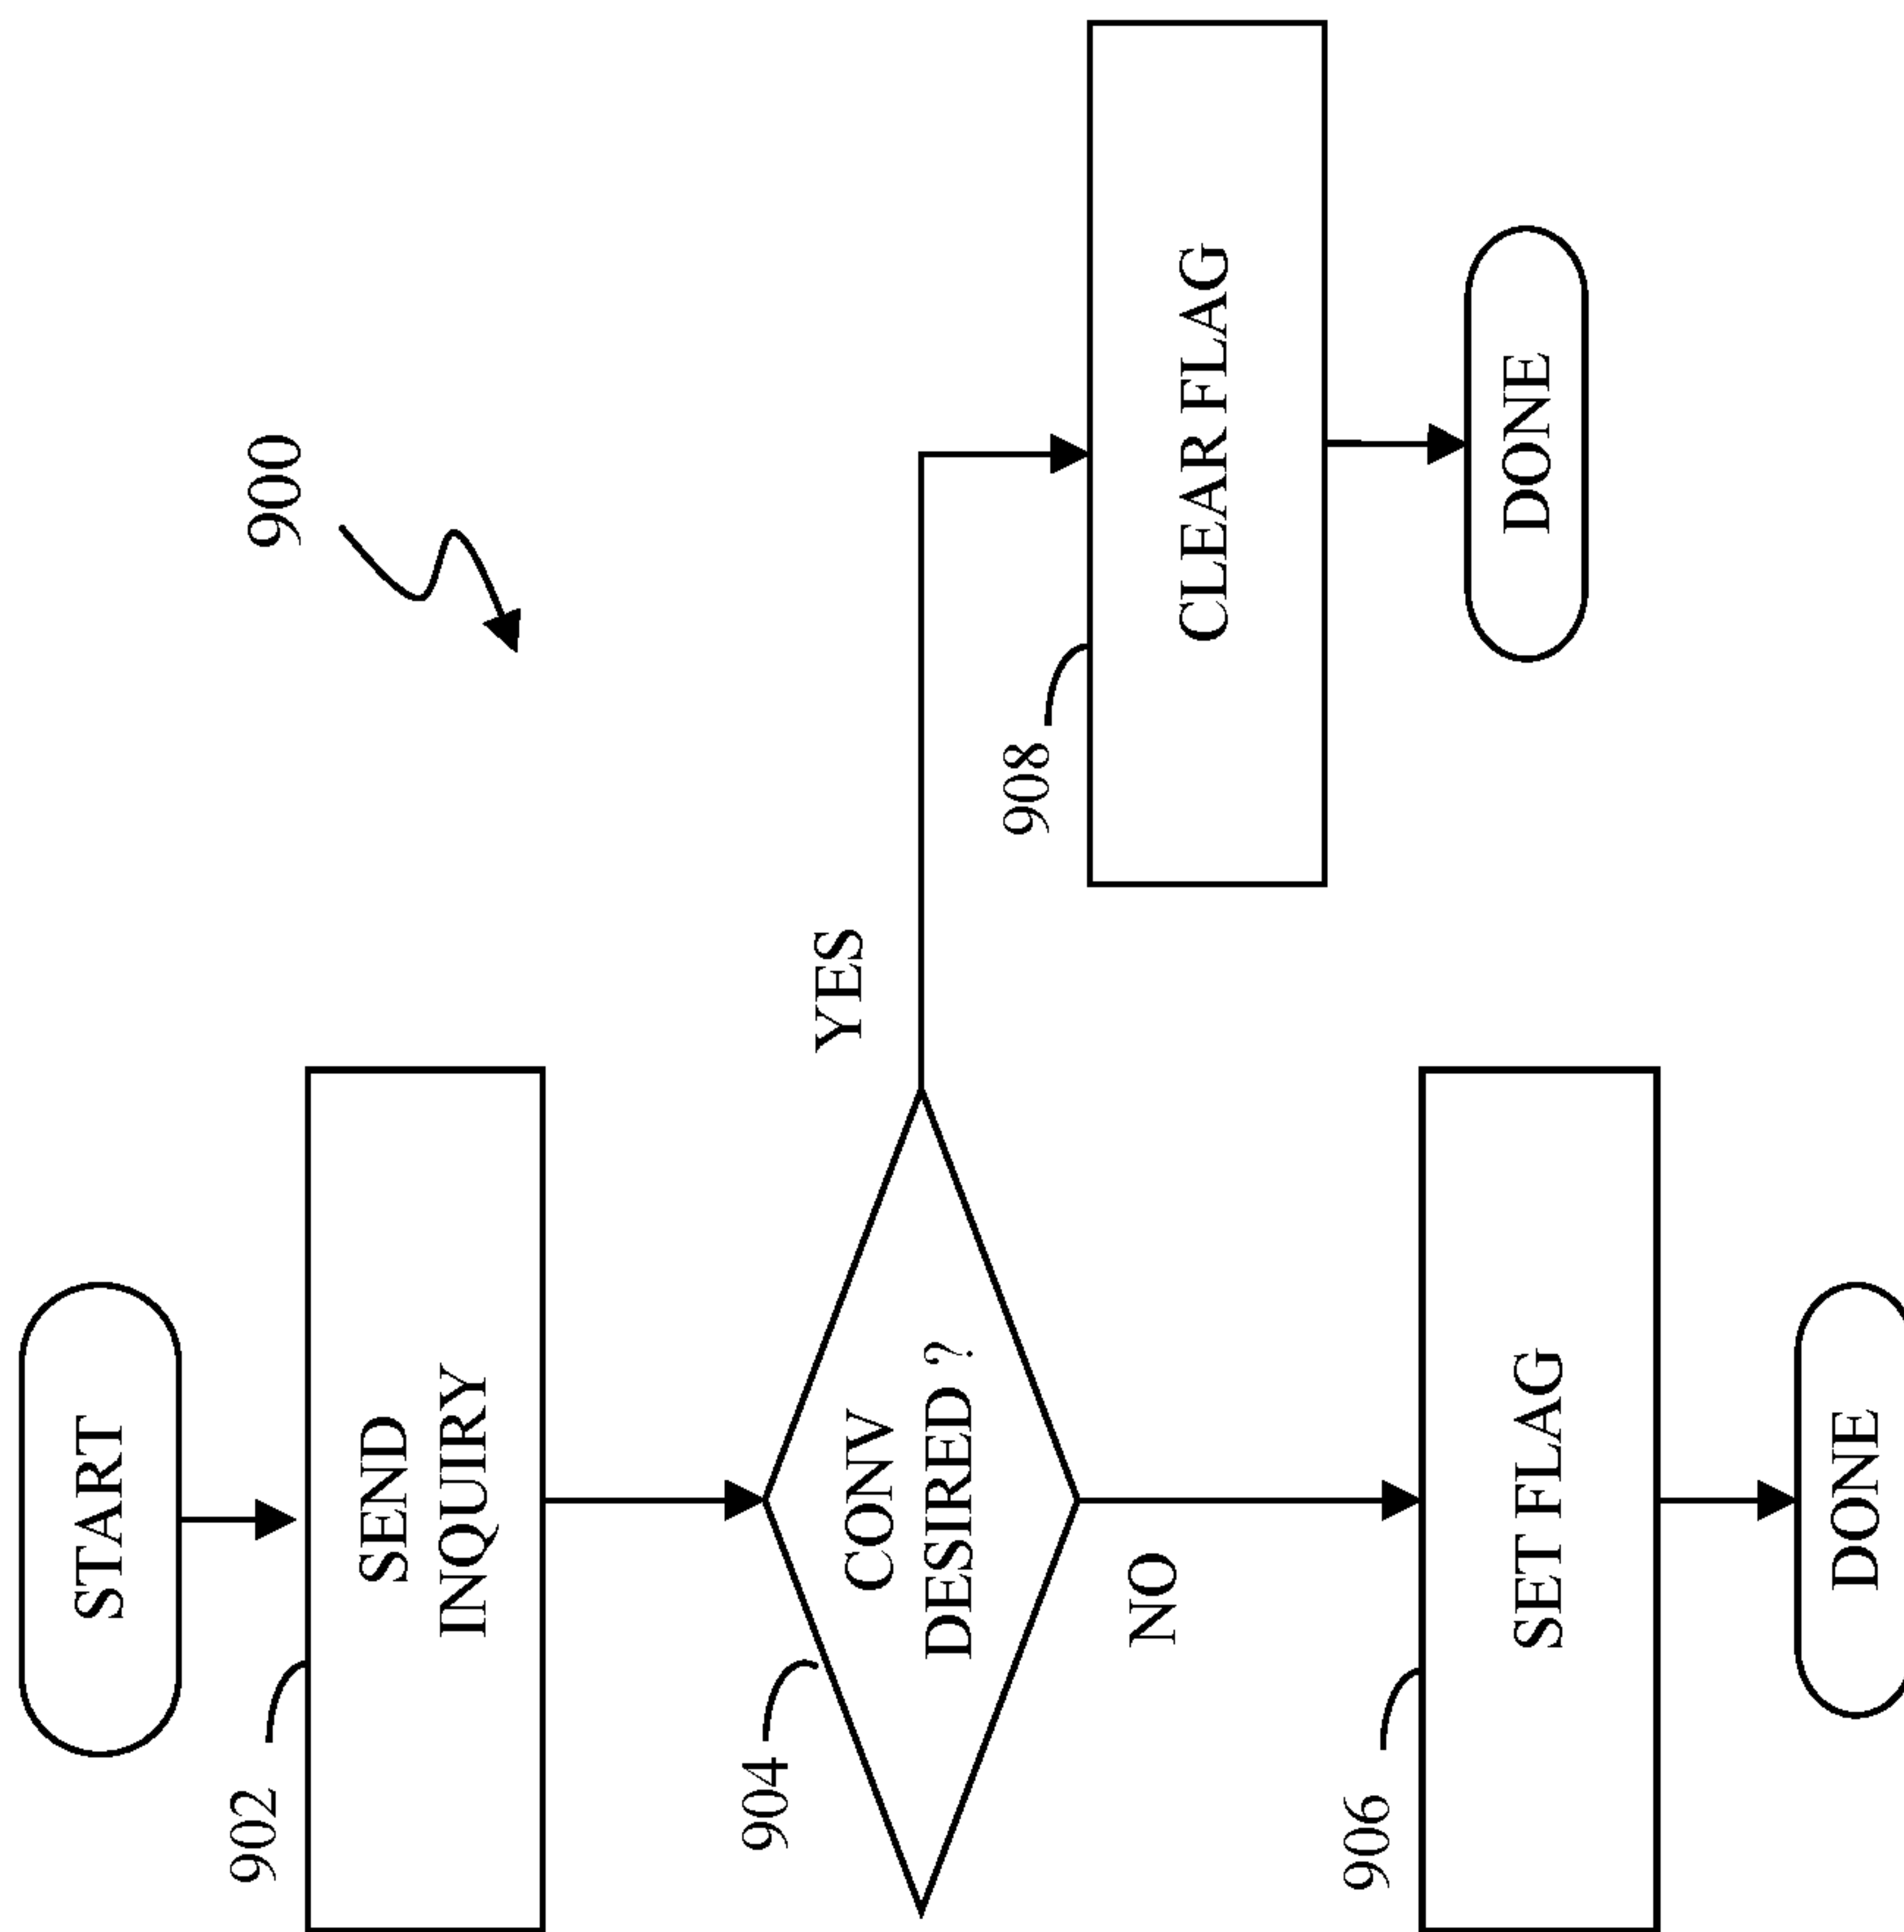 START
900
902
SEND
INQUIRY
904
CONV
DESIRED ?
YES
NO
908
CLEAR FLAG
DONE
906
SET FLAG
DONE